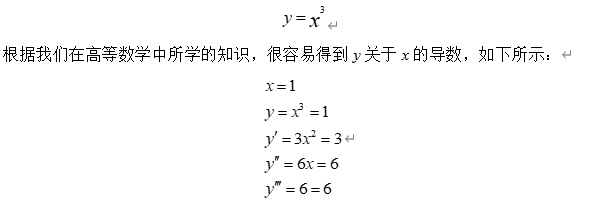 y = x³
根据我们在高等数学中所学的知识，很容易得到 y 关于 x 的导数，如下所示：
x = 1
y = x³ = 1
y′ = 3x² = 3
y″ = 6x = 6
y‴ = 6 = 6